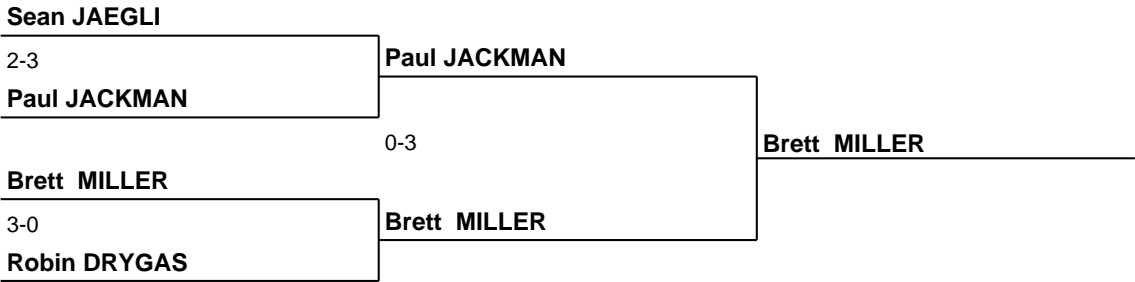 Sean JAEGLI
2-3
Paul JACKMAN
Paul JACKMAN
0-3
Brett MILLER
Brett MILLER
3-0
Brett MILLER
Robin DRYGAS